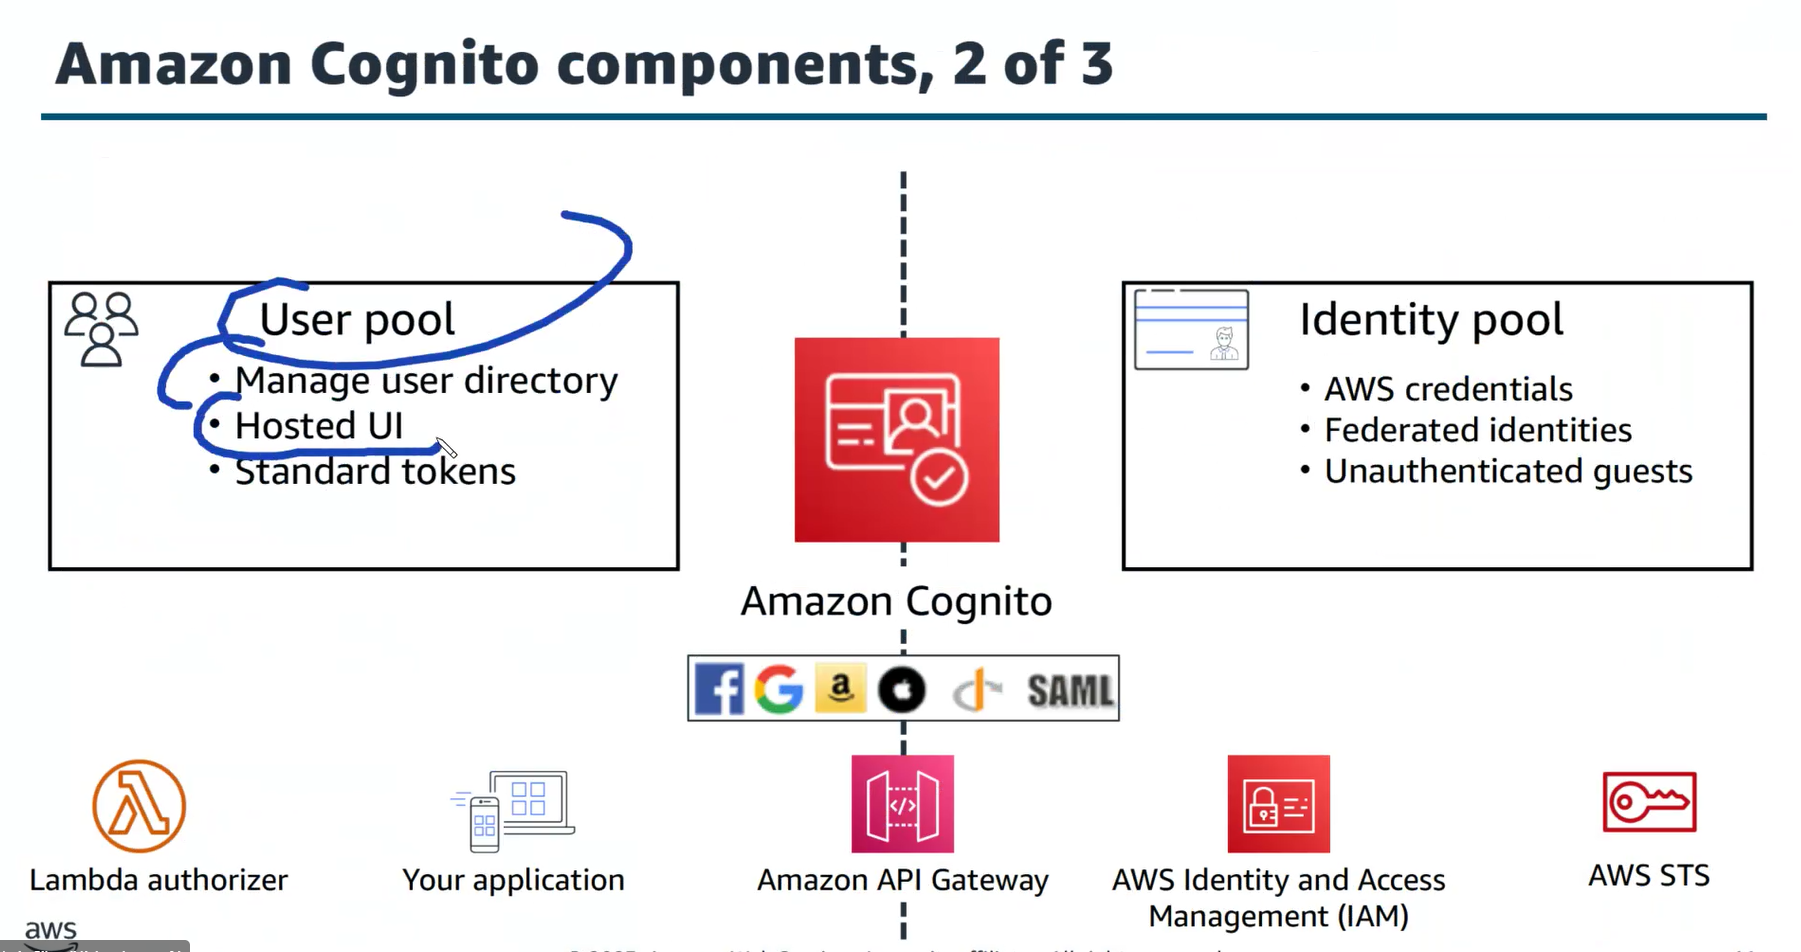 Amazon Cognito components, 2 of 3
User pool
• Manage user directory
• Hosted UI
• Standard tokens
Identity pool
• AWS credentials
• Federated identities
• Unauthenticated guests
Amazon Cognito
SAML
Lambda authorizer
Your application
Amazon API Gateway
AWS Identity and Access
Management (IAM)
AWS STS
aws